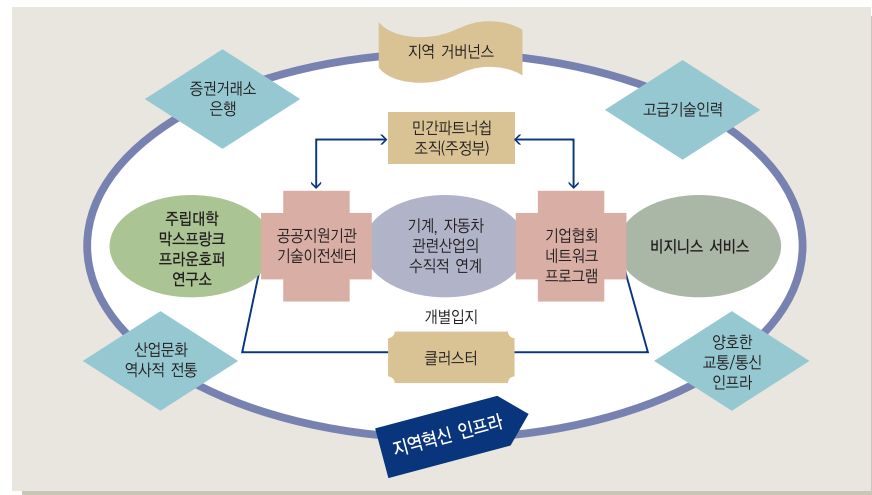 지역 거버넌스
증권거래소
은행
고급기술인력
민간파트너쉽
조직(주정부)
주립대학
막스프랑크
프라운호퍼
연구소
공공지원기관
기술이전센터
기계, 자동차
관련산업의
수직적 연계
기업협회
네트워크
프로그램
비지니스 서비스
개별입지
클러스터
산업문화
역사적 전통
양호한
교통/통신
인프라
지역혁신 인프라